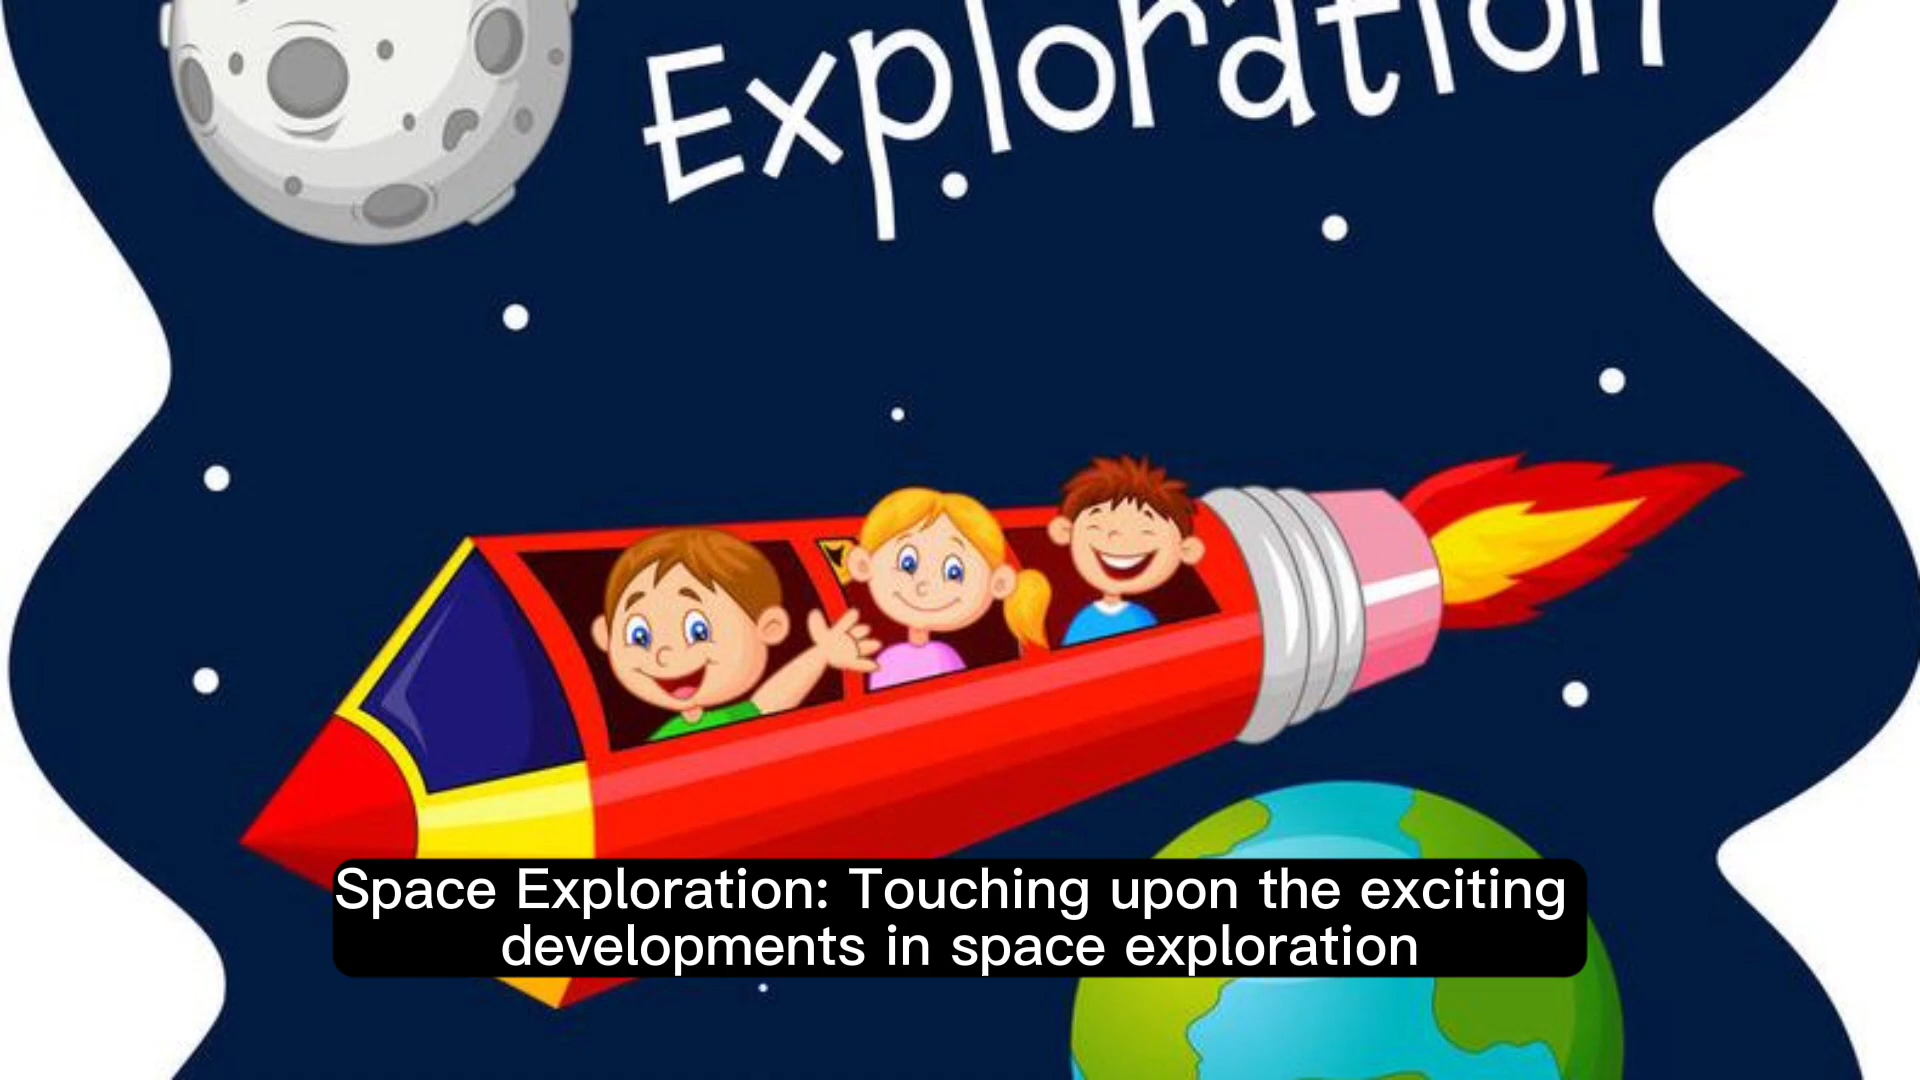 Exploration
Space Exploration: Touching upon the exciting
developments in space exploration